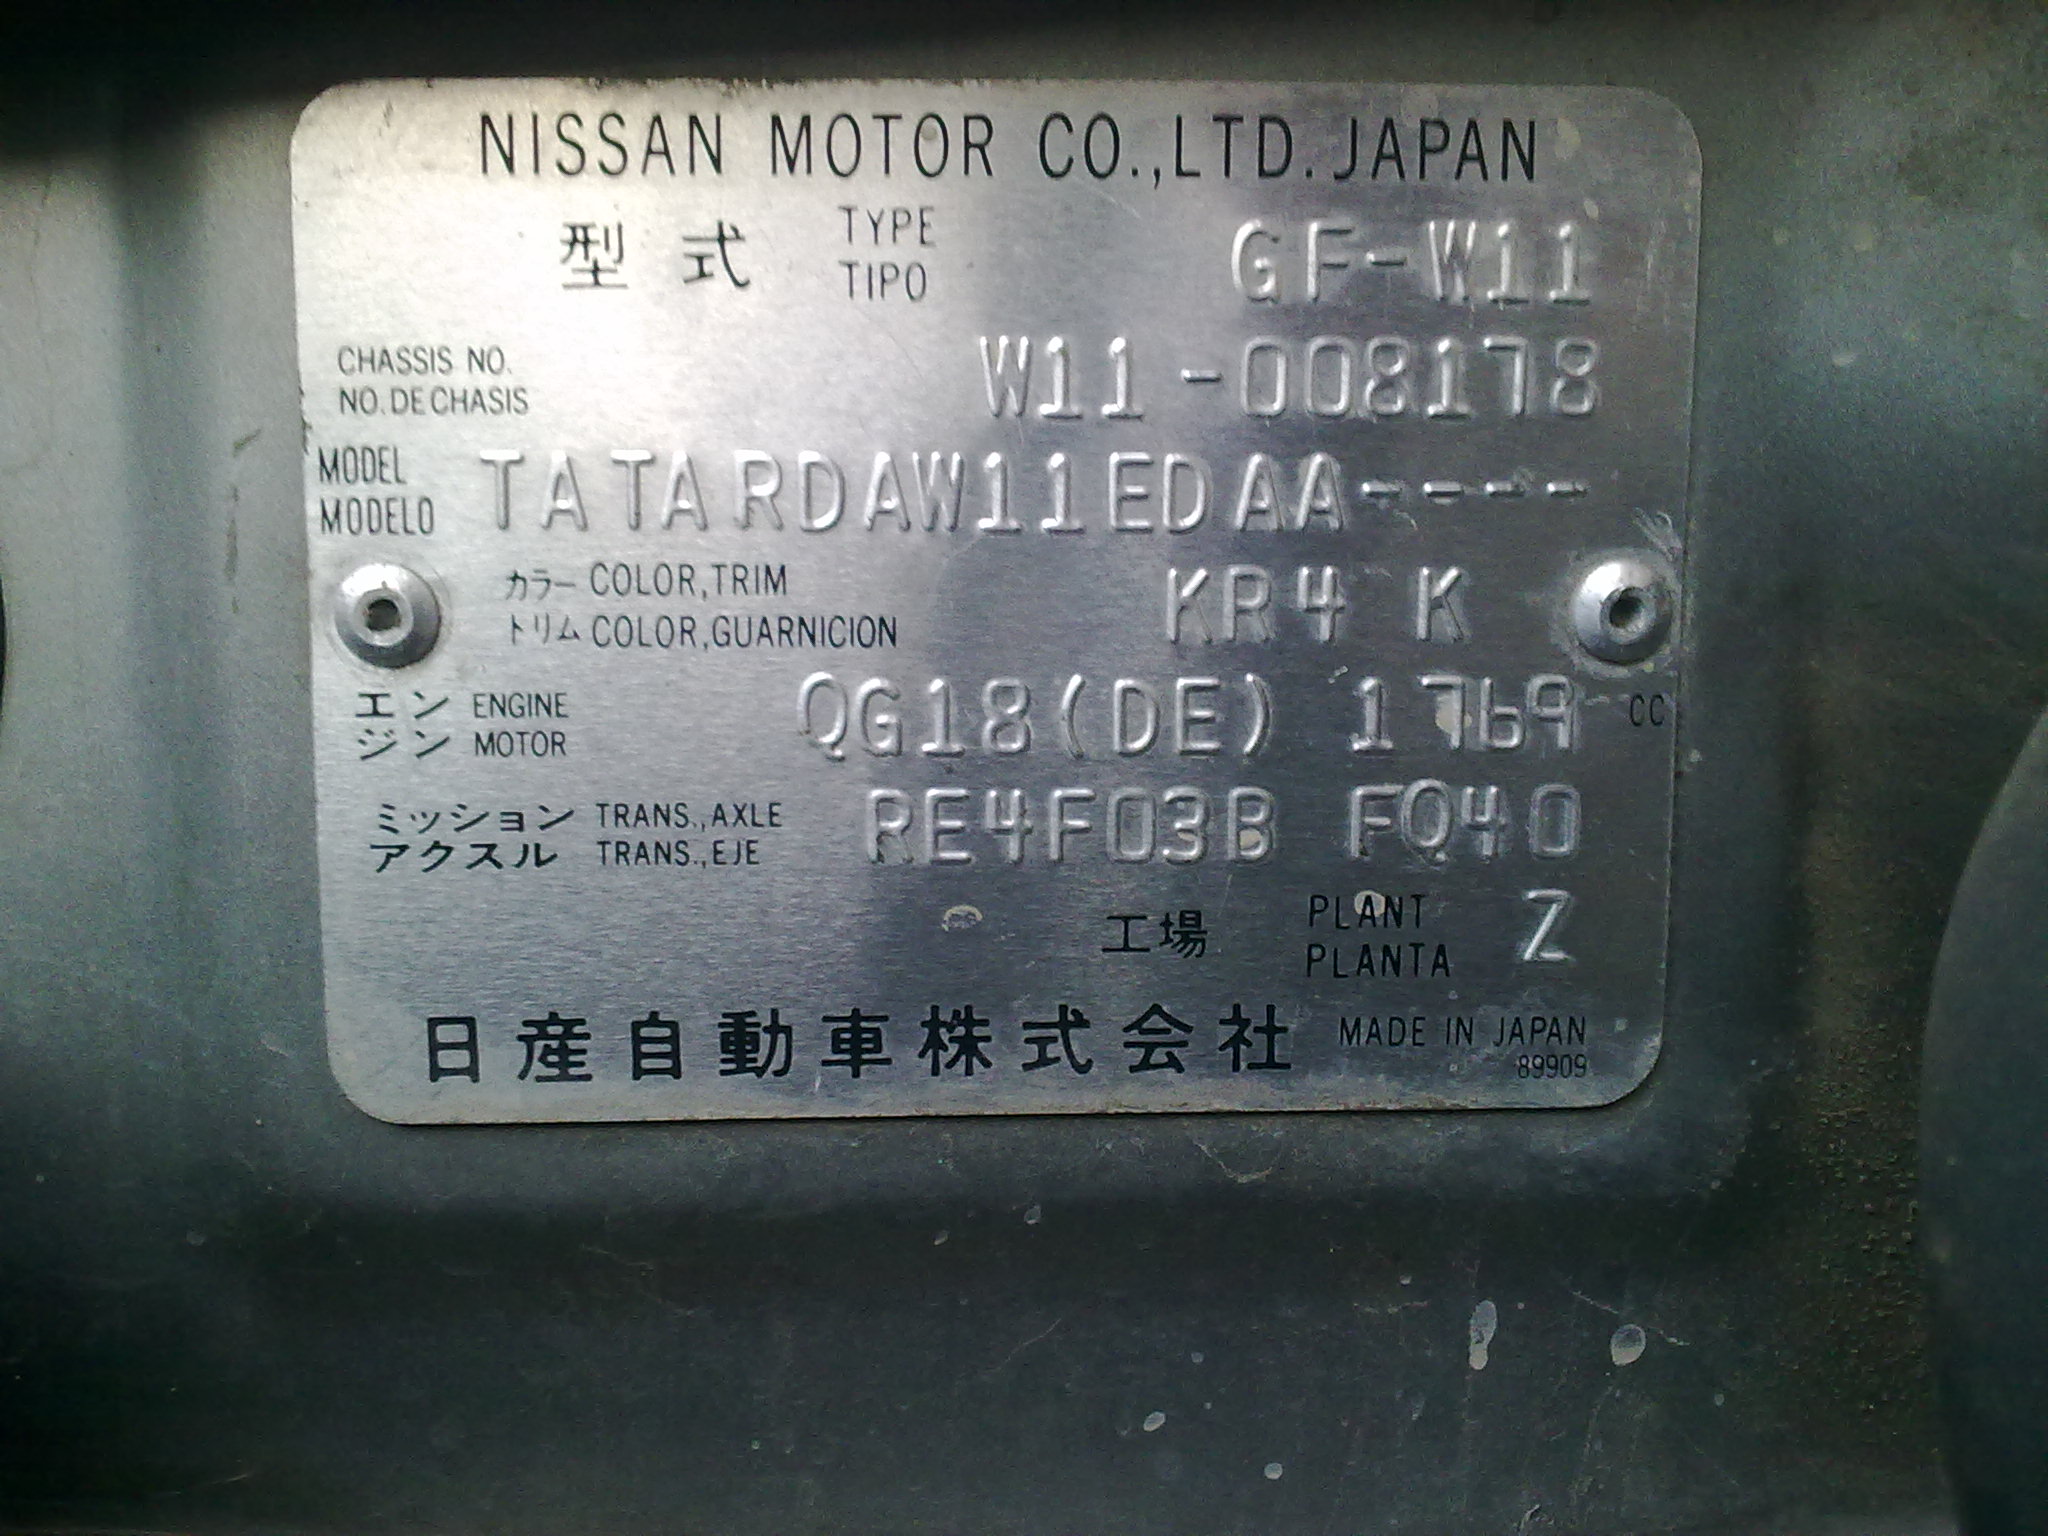 NISSAN MOTOR CO.,LTD.JAPAN
型式 TYPE TIPO GF-W11
CHASSIS NO.
NO. DE CHASIS W11-008178
MODEL
MODELO TATARDAW11EDAA----
カラー COLOR,TRIM
トリム COLOR,GUARNICION KR4 K
エンジン ENGINE
MOTOR QG18(DE) 1769 CC
ミッション TRANS.,AXLE
アクスル TRANS.,EJE RE4F03B FQ40
工場 PLANT
PLANTA Z
日産自動車株式会社 MADE IN JAPAN
89909